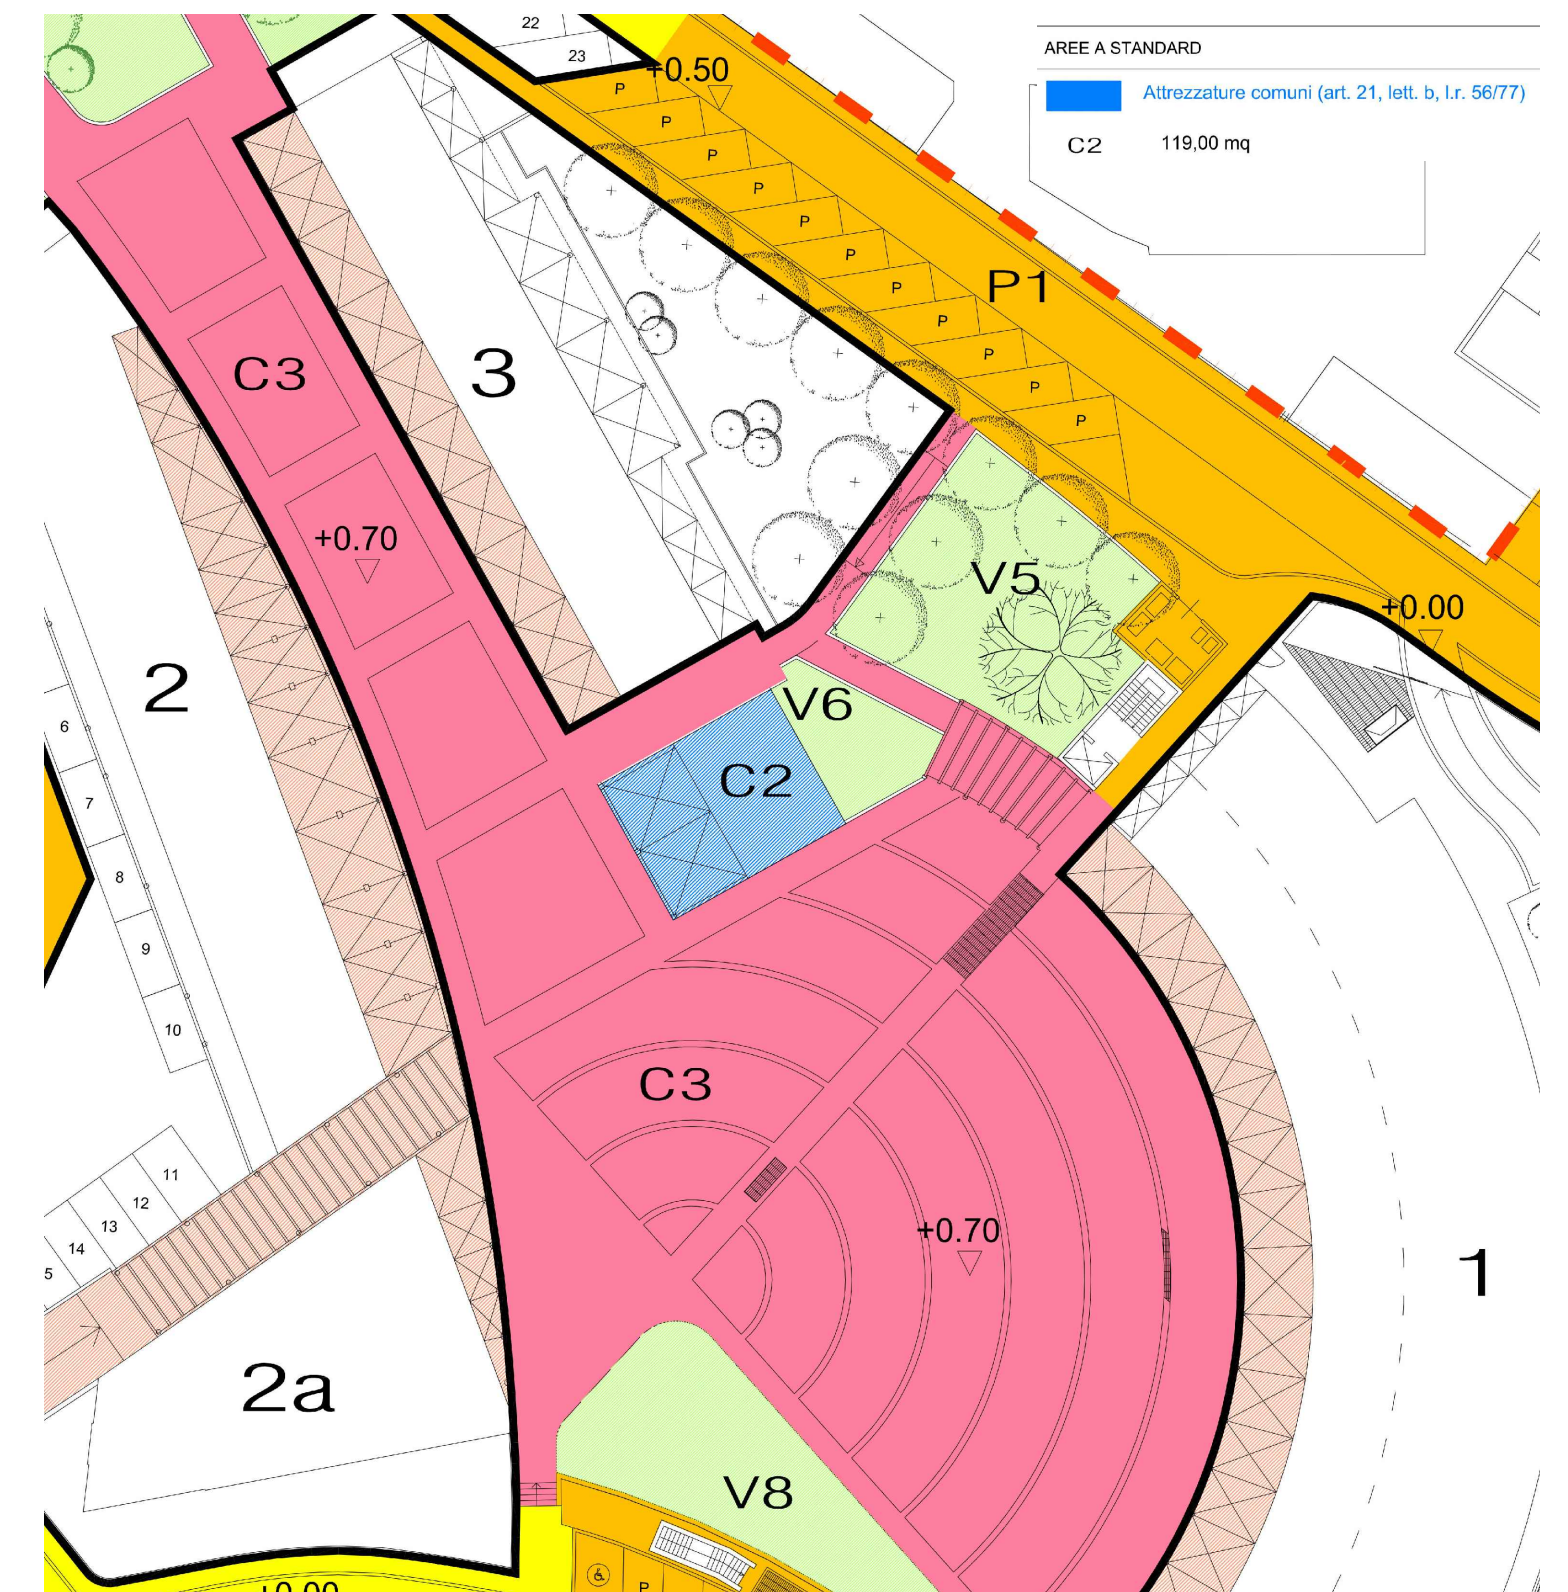 22
23
+0.50
AREE A STANDARD
Attrezzature comuni (art. 21, lett. b, l.r. 56/77)
C2
119,00 mq
P
P
P
P
P
P
P
P
P
P
P
P1
3
C3
+0.70
V5
+0.00
2
V6
C2
6
7
8
9
10
C3
11
12
13
14
5
+0.70
1
2a
V8
+0.00
P